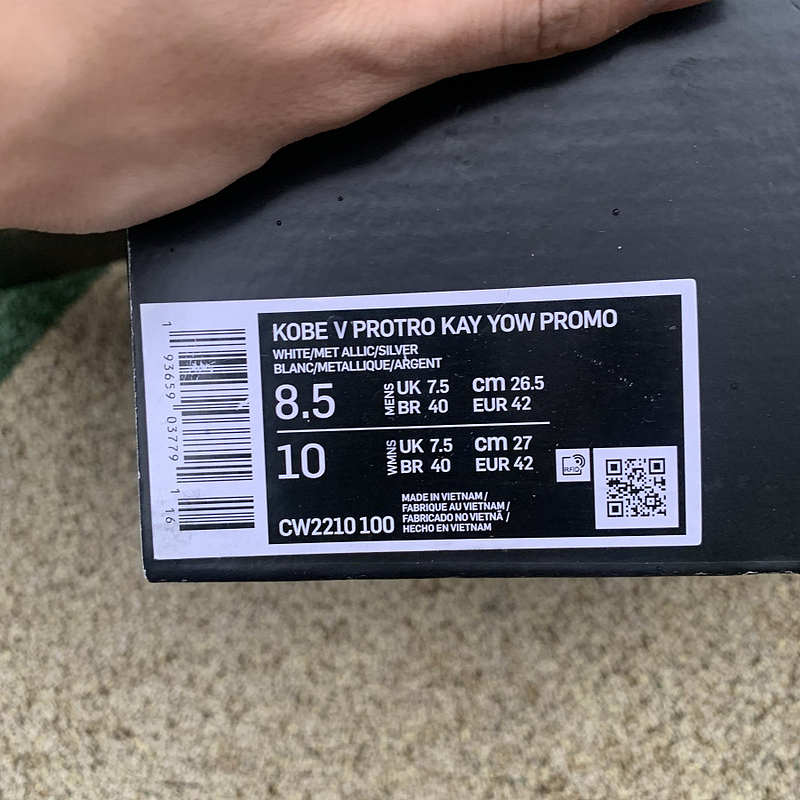 KOBE V PROTRO KAY YOW PROMO
WHITE/MET ALLIC/SILVER
BLANC/METALLIQUE/ARGENT
8.5 MENS UK 7.5 cm 26.5
BR 40 EUR 42
10 WMNS UK 7.5 cm 27
BR 40 EUR 42
RFID
CW2210 100
MADE IN VIETNAM /
FABRIQUE AU VIETNAM /
FABRICADO NO VIETNÃ /
HECHO EN VIETNAM
1 93659 03779 1 16